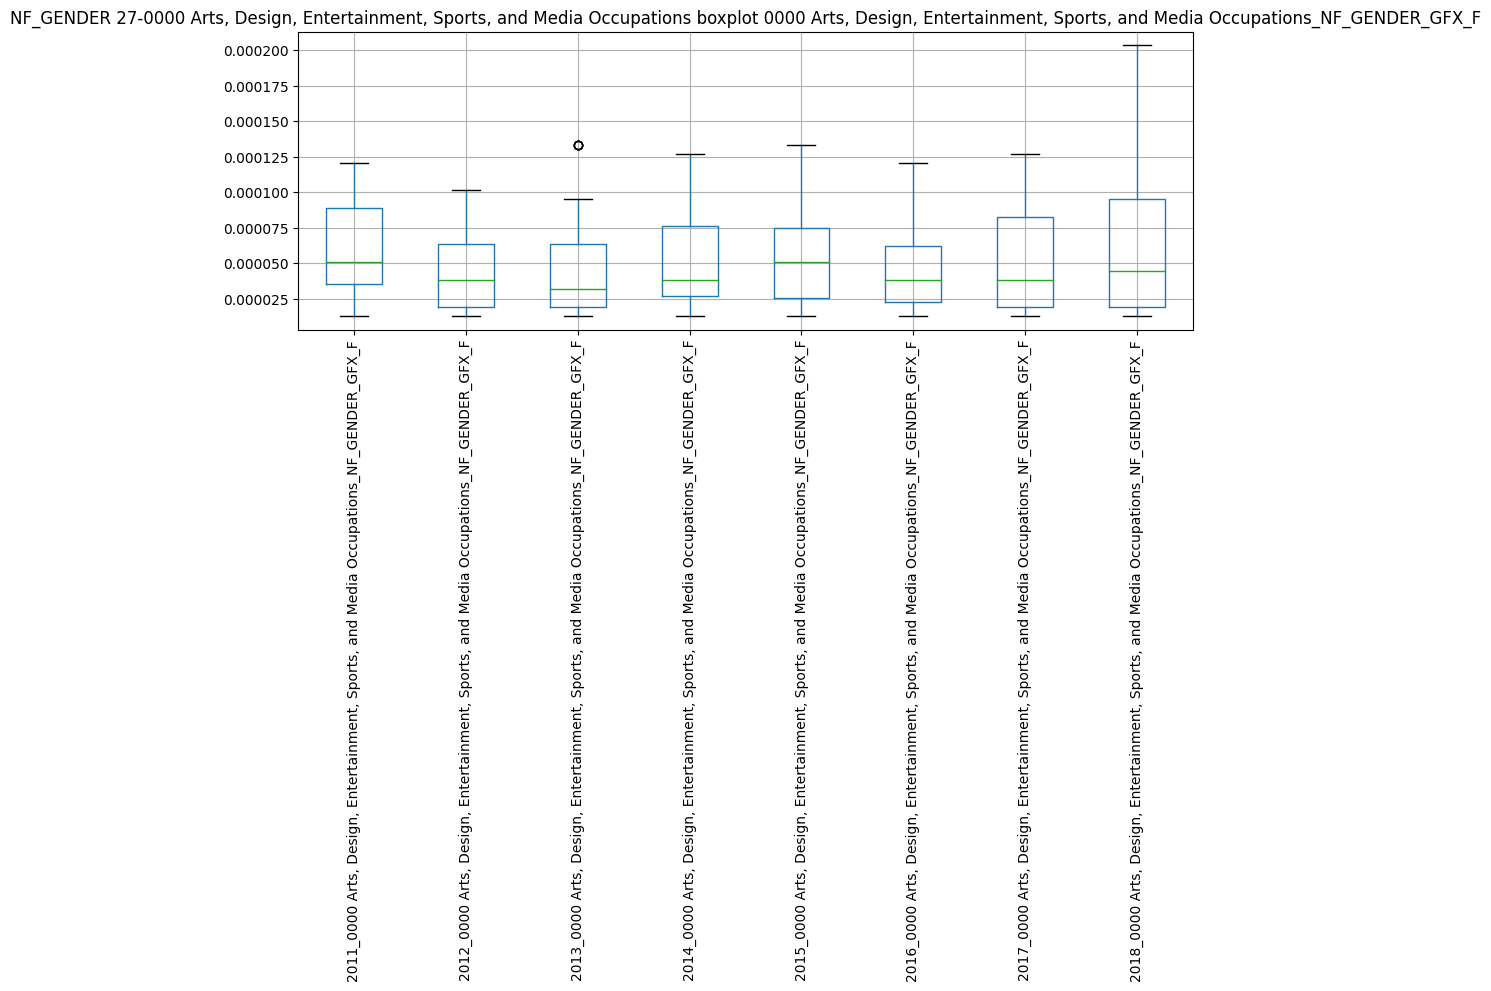 NF_GENDER 27-0000 Arts, Design, Entertainment, Sports, and Media Occupations boxplot 0000 Arts, Design, Entertainment, Sports, and Media Occupations_NF_GENDER_GFX_F
0.000200
0.000175
0.000150
0.000125
0.000100
0.000075
0.000050
0.000025
2011_0000 Arts, Design, Entertainment, Sports, and Media Occupations_NF_GENDER_GFX_F
2012_0000 Arts, Design, Entertainment, Sports, and Media Occupations_NF_GENDER_GFX_F
2013_0000 Arts, Design, Entertainment, Sports, and Media Occupations_NF_GENDER_GFX_F
2014_0000 Arts, Design, Entertainment, Sports, and Media Occupations_NF_GENDER_GFX_F
2015_0000 Arts, Design, Entertainment, Sports, and Media Occupations_NF_GENDER_GFX_F
2016_0000 Arts, Design, Entertainment, Sports, and Media Occupations_NF_GENDER_GFX_F
2017_0000 Arts, Design, Entertainment, Sports, and Media Occupations_NF_GENDER_GFX_F
2018_0000 Arts, Design, Entertainment, Sports, and Media Occupations_NF_GENDER_GFX_F